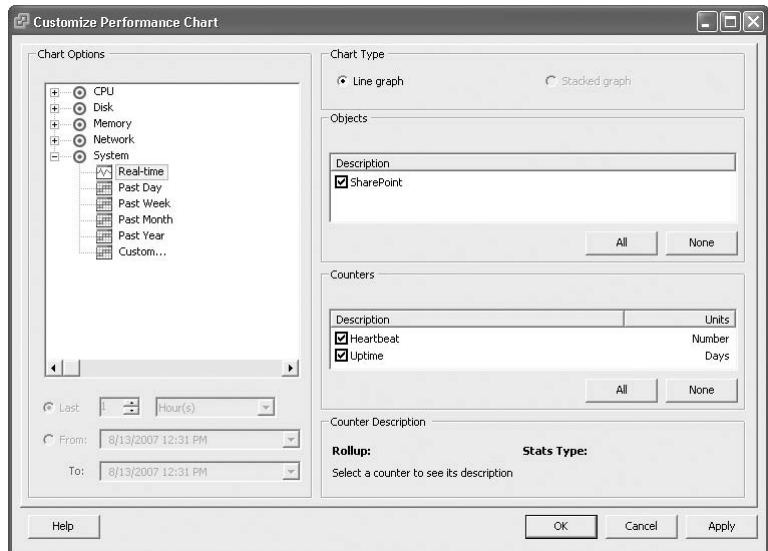 Customize Performance Chart
Chart Options
CPU
Disk
Memory
Network
System
Real-time
Past Day
Past Week
Past Month
Past Year
Custom...
Last 1 Hour(s)
From: 8/13/2007 12:31 PM
To: 8/13/2007 12:31 PM
Chart Type
Line graph Stacked graph
Objects
Description
SharePoint
All None
Counters
Description Units
Heartbeat Number
Uptime Days
All None
Counter Description
Rollup: Stats Type:
Select a counter to see its description
Help OK Cancel Apply